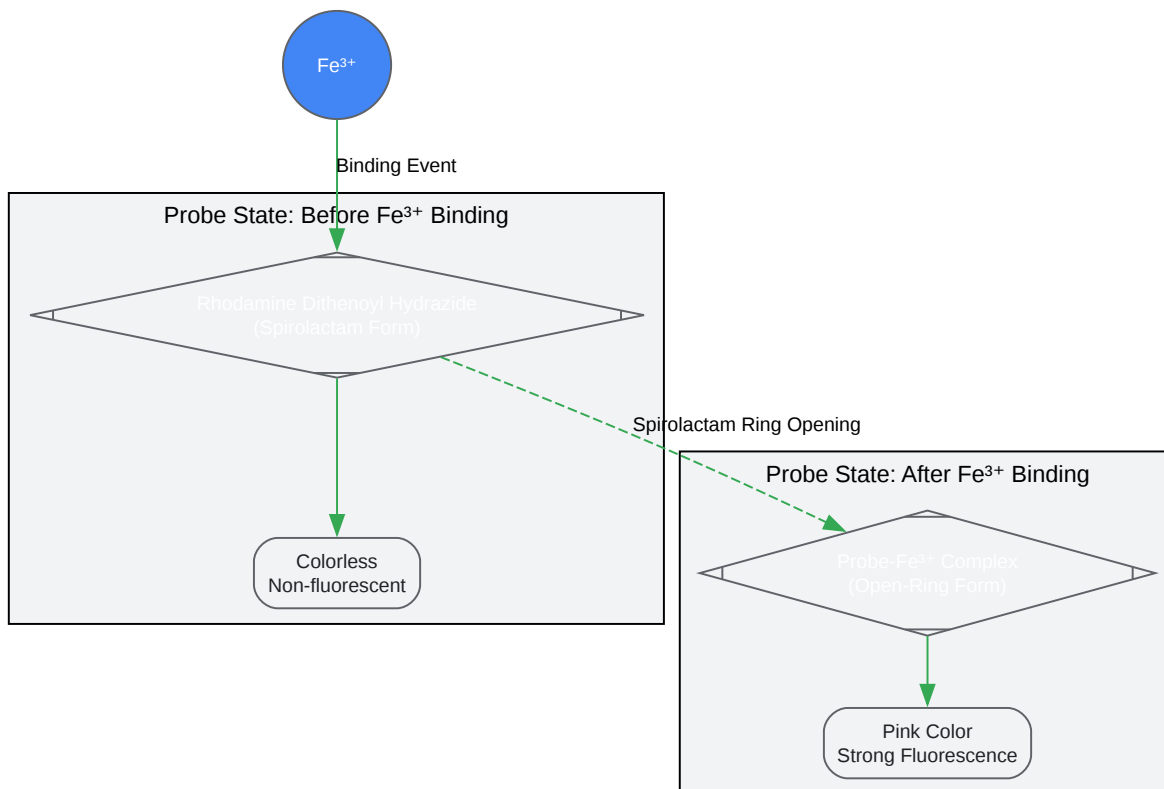 Fe³⁺
Binding Event
Probe State: Before Fe³⁺ Binding
Rhodamine Dithenoyl Hydrazide
(Spirolactam Form)
Spirolactam Ring Opening
Probe State: After Fe³⁺ Binding
Colorless
Non-fluorescent
Probe-Fe³⁺ Complex
(Open-Ring Form)
Pink Color
Strong Fluorescence